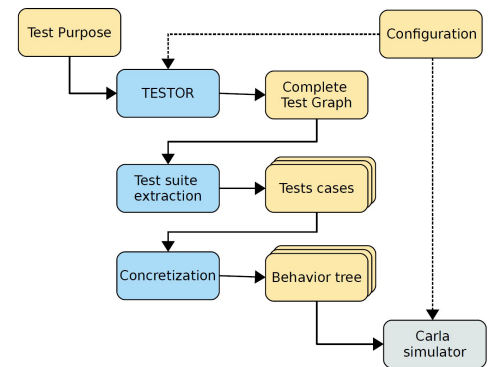 Test Purpose
Configuration
TESTOR
Complete
Test Graph
Test suite
extraction
Tests cases
Concretization
Behavior tree
Carla
simulator